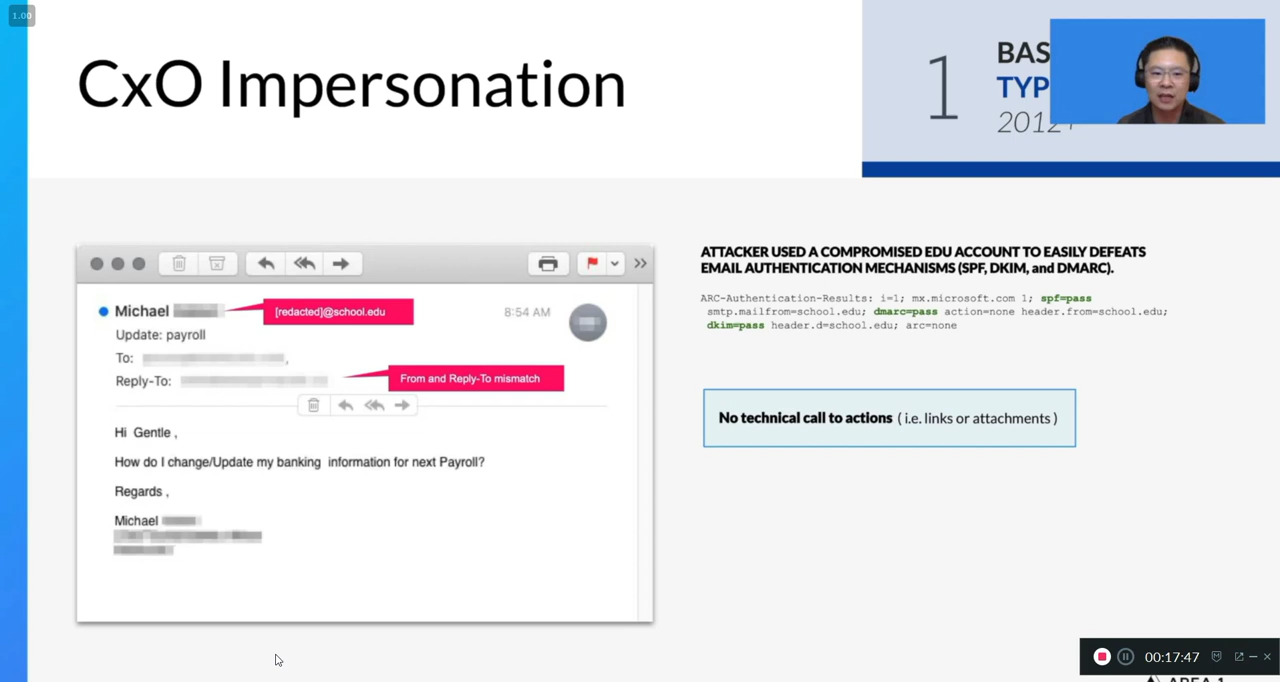 1.00
CxO Impersonation
1
BAS
TYP
2012+
Michael
[redacted]@school.edu
8:54 AM
Update: payroll
To:
Reply-To:
From and Reply-To mismatch
Hi Gentle ,
How do I change/Update my banking information for next Payroll?
Regards ,
Michael
ATTACKER USED A COMPROMISED EDU ACCOUNT TO EASILY DEFEATS
EMAIL AUTHENTICATION MECHANISMS (SPF, DKIM, and DMARC).
ARC-Authentication-Results: i=1; mx.microsoft.com 1; spf=pass
smtp.mailfrom=school.edu; dmarc=pass action=none header.from=school.edu;
dkim=pass header.d=school.edu; arc=none
No technical call to actions ( i.e. links or attachments )
00:17:47
AREA 1